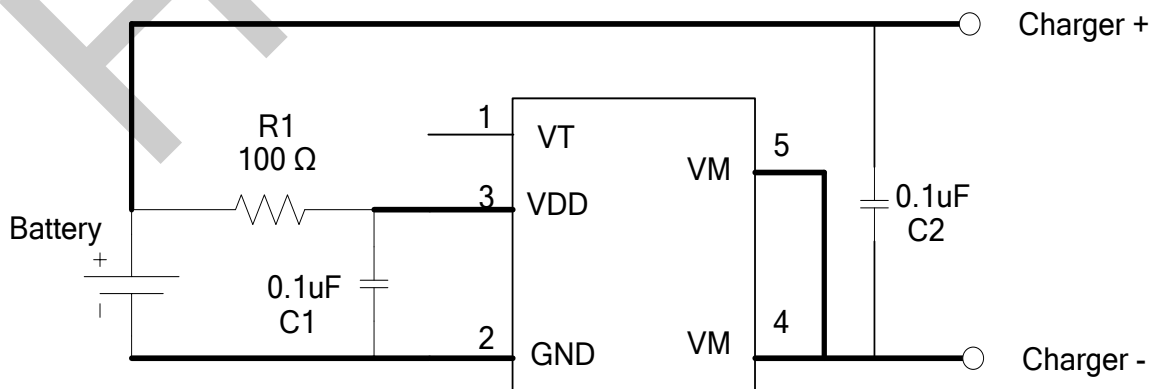 Charger +
1
VT
R1
100 Ω
VM
5
3
VDD
0.1uF
C2
Battery
+
–
0.1uF
C1
2
GND
VM
4
Charger -